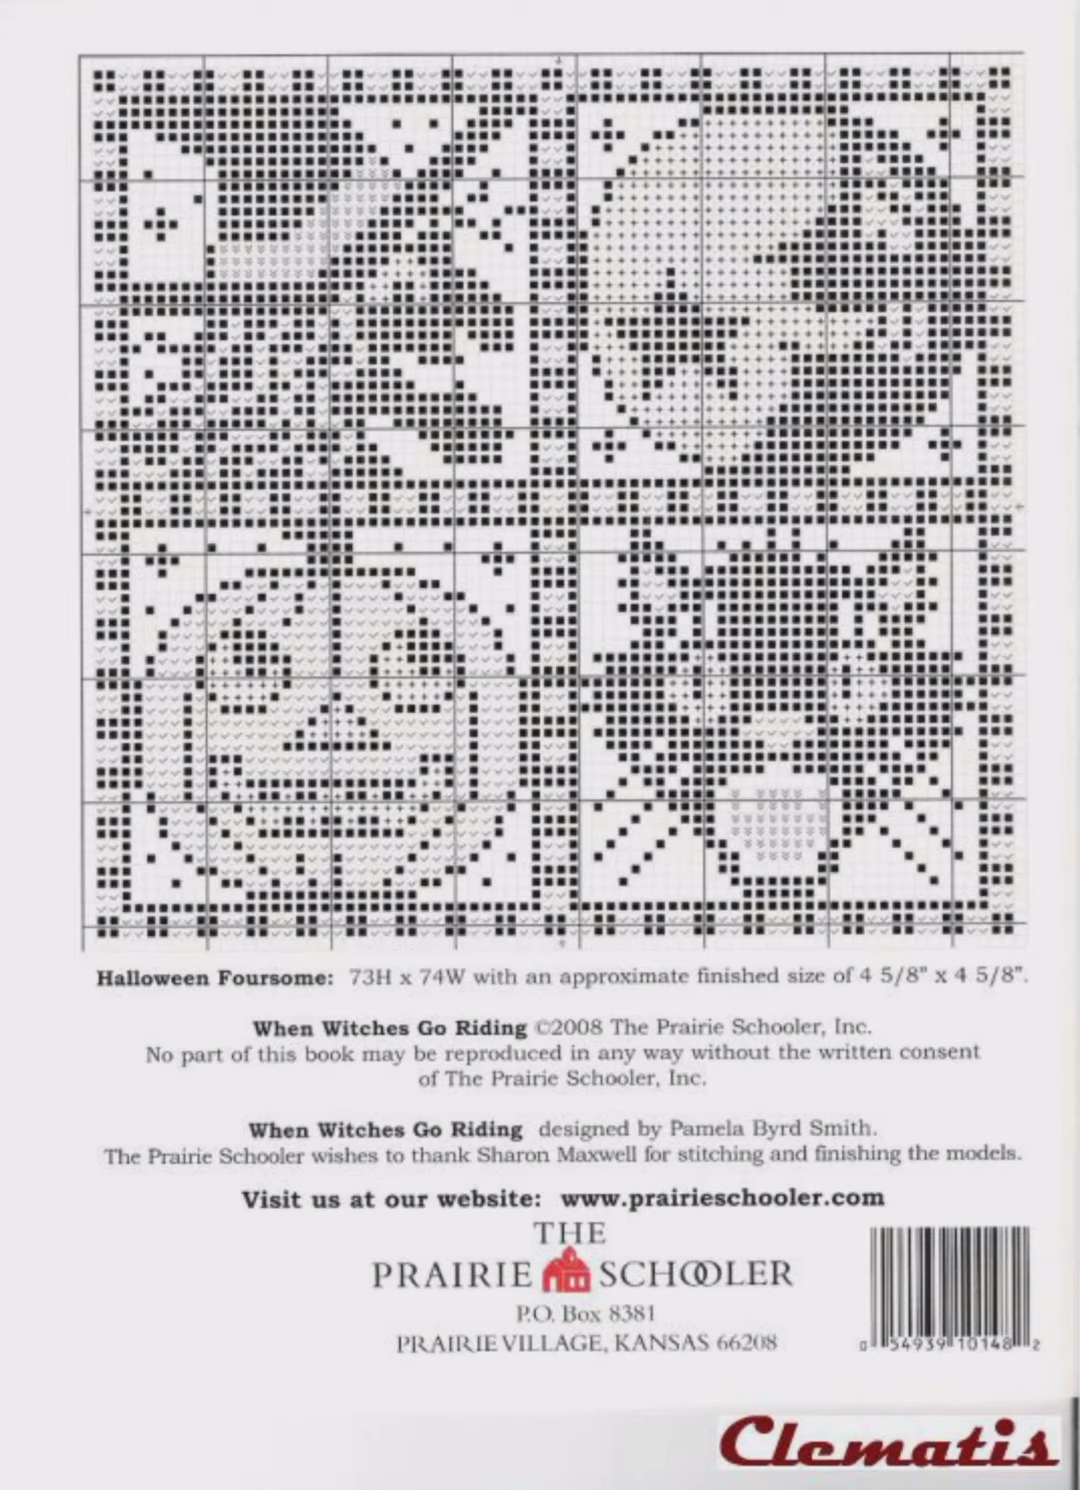 Halloween Foursome: 73H x 74W with an approximate finished size of 4 5/8" x 4 5/8".
When Witches Go Riding ©2008 The Prairie Schooler, Inc.
No part of this book may be reproduced in any way without the written consent
of The Prairie Schooler, Inc.
When Witches Go Riding designed by Pamela Byrd Smith.
The Prairie Schooler wishes to thank Sharon Maxwell for stitching and finishing the models.
Visit us at our website: www.prairieschooler.com
THE
PRAIRIE SCHOOLER
P.O. Box 8381
PRAIRIE VILLAGE, KANSAS 66208
0 54939 10148 2
Clematis